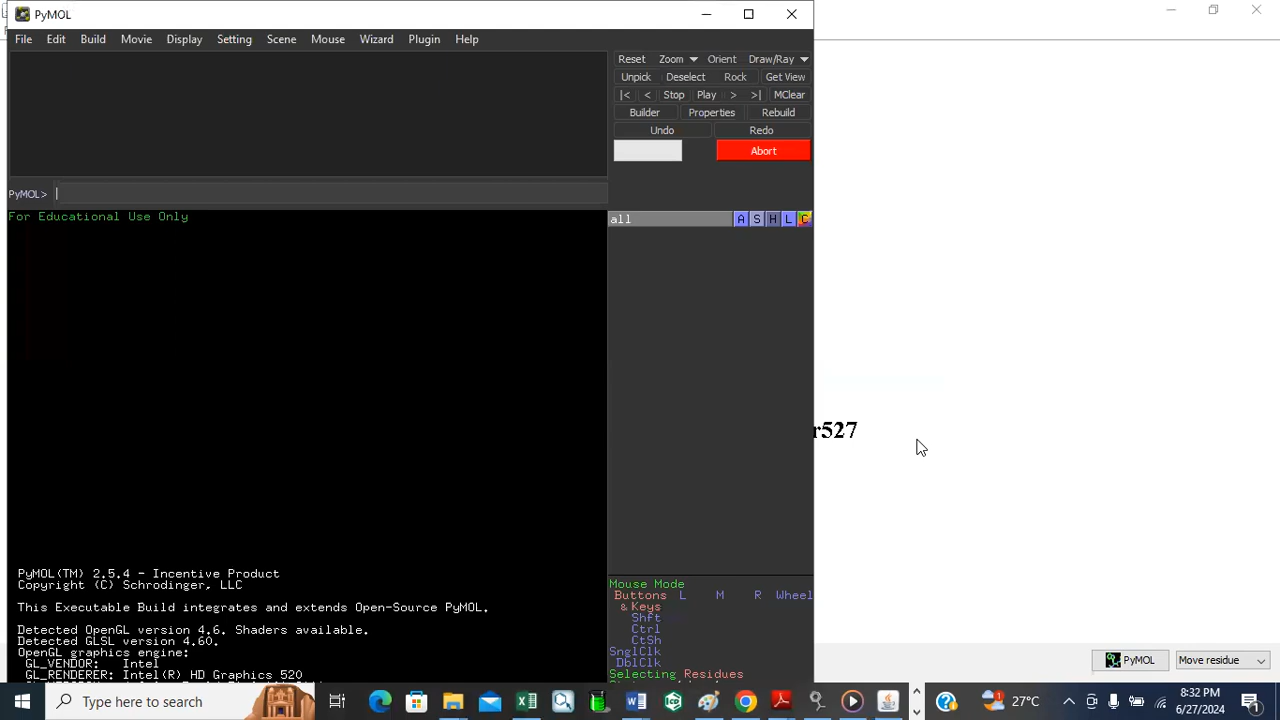 PyMOL
File Edit Build Movie Display Setting Scene Mouse Wizard Plugin Help
Reset Zoom Orient Draw/Ray
Unpick Deselect Rock Get View
|< < Stop Play > >| MClear
Builder Properties Rebuild
Undo Redo
Abort
PyMOL>
For Educational Use Only
all A S H L C
r527
PyMOL(TM) 2.5.4 - Incentive Product
Copyright (C) Schrodinger, LLC
This Executable Build integrates and extends Open-Source PyMOL.
Detected OpenGL version 4.6. Shaders available.
Detected GLSL version 4.60.
OpenGL graphics engine:
GL_VENDOR: Intel
GL_RENDERER: Intel(R) HD Graphics 520
Mouse Mode
Buttons L M R Wheel
& Keys
Shft
Ctrl
CtSh
SnglClk
DblClk
Selecting Residues
PyMOL Move residue
Type here to search
27°C
8:32 PM
6/27/2024
1